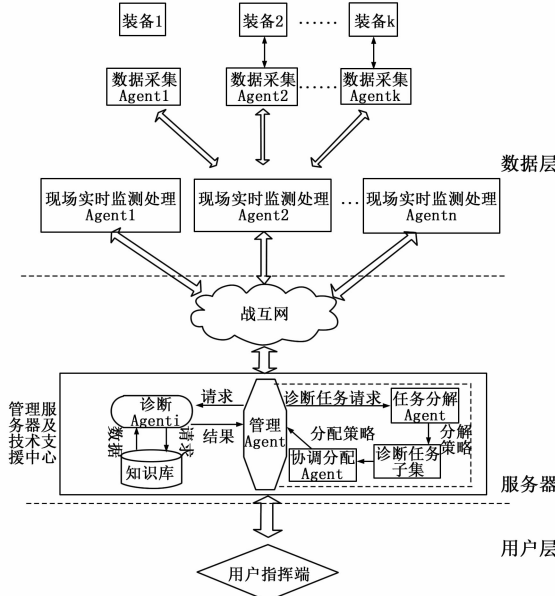 装备1
装备2
……
装备k
数据采集
Agent1
数据采集
Agent2
……
数据采集
Agentk
数据层
现场实时监测处理
Agent1
现场实时监测处理
Agent2
…
现场实时监测处理
Agentn
战互网
管理服
务器及
技术支
援中心
诊断
Agenti
请求
结果
数据
请求
知识库
管理
Agent
诊断任务请求
任务分解
Agent
分解
策略
诊断任务
子集
分配策略
协调分配
Agent
服务器
用户层
用户指挥端